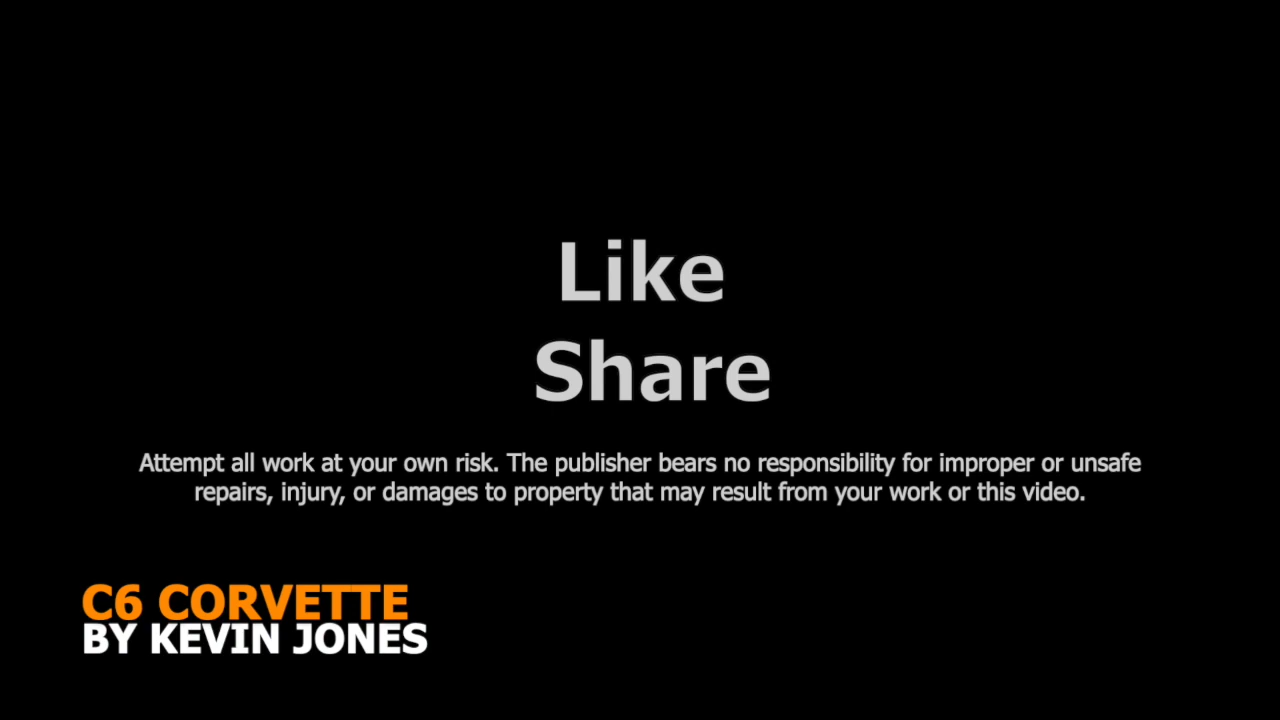 Like
Share
Attempt all work at your own risk. The publisher bears no responsibility for improper or unsafe
repairs, injury, or damages to property that may result from your work or this video.
C6 CORVETTE
BY KEVIN JONES